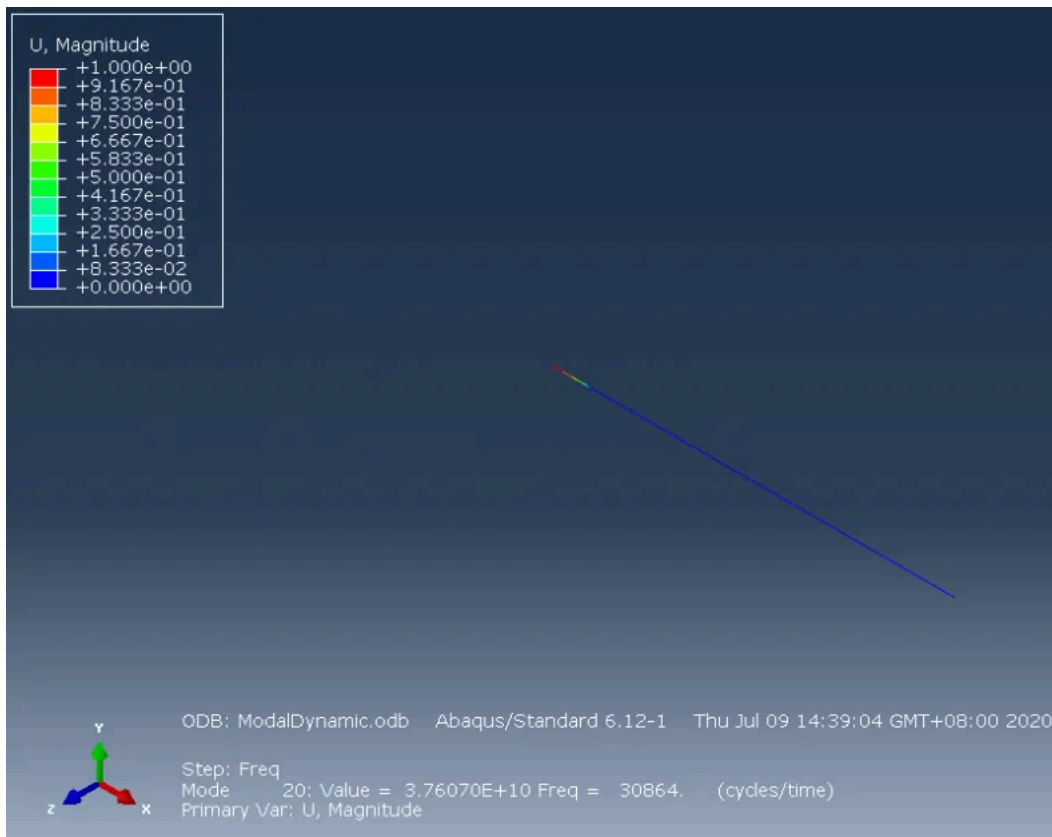 U, Magnitude
+1.000e+00
+9.167e-01
+8.333e-01
+7.500e-01
+6.667e-01
+5.833e-01
+5.000e-01
+4.167e-01
+3.333e-01
+2.500e-01
+1.667e-01
+8.333e-02
+0.000e+00
Y
Z
X
ODB: ModalDynamic.odb Abaqus/Standard 6.12-1 Thu Jul 09 14:39:04 GMT+08:00 2020
Step: Freq
Mode 20: Value = 3.76070E+10 Freq = 30864. (cycles/time)
Primary Var: U, Magnitude